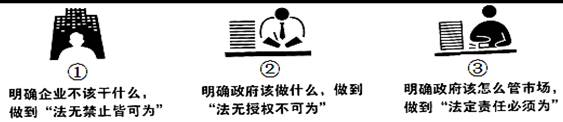 ①
明确企业不该干什么，
做到“法无禁止皆可为”
②
明确政府该做什么，做到
“法无授权不可为”
③
明确政府该怎么管市场，
做到“法定责任必须为”